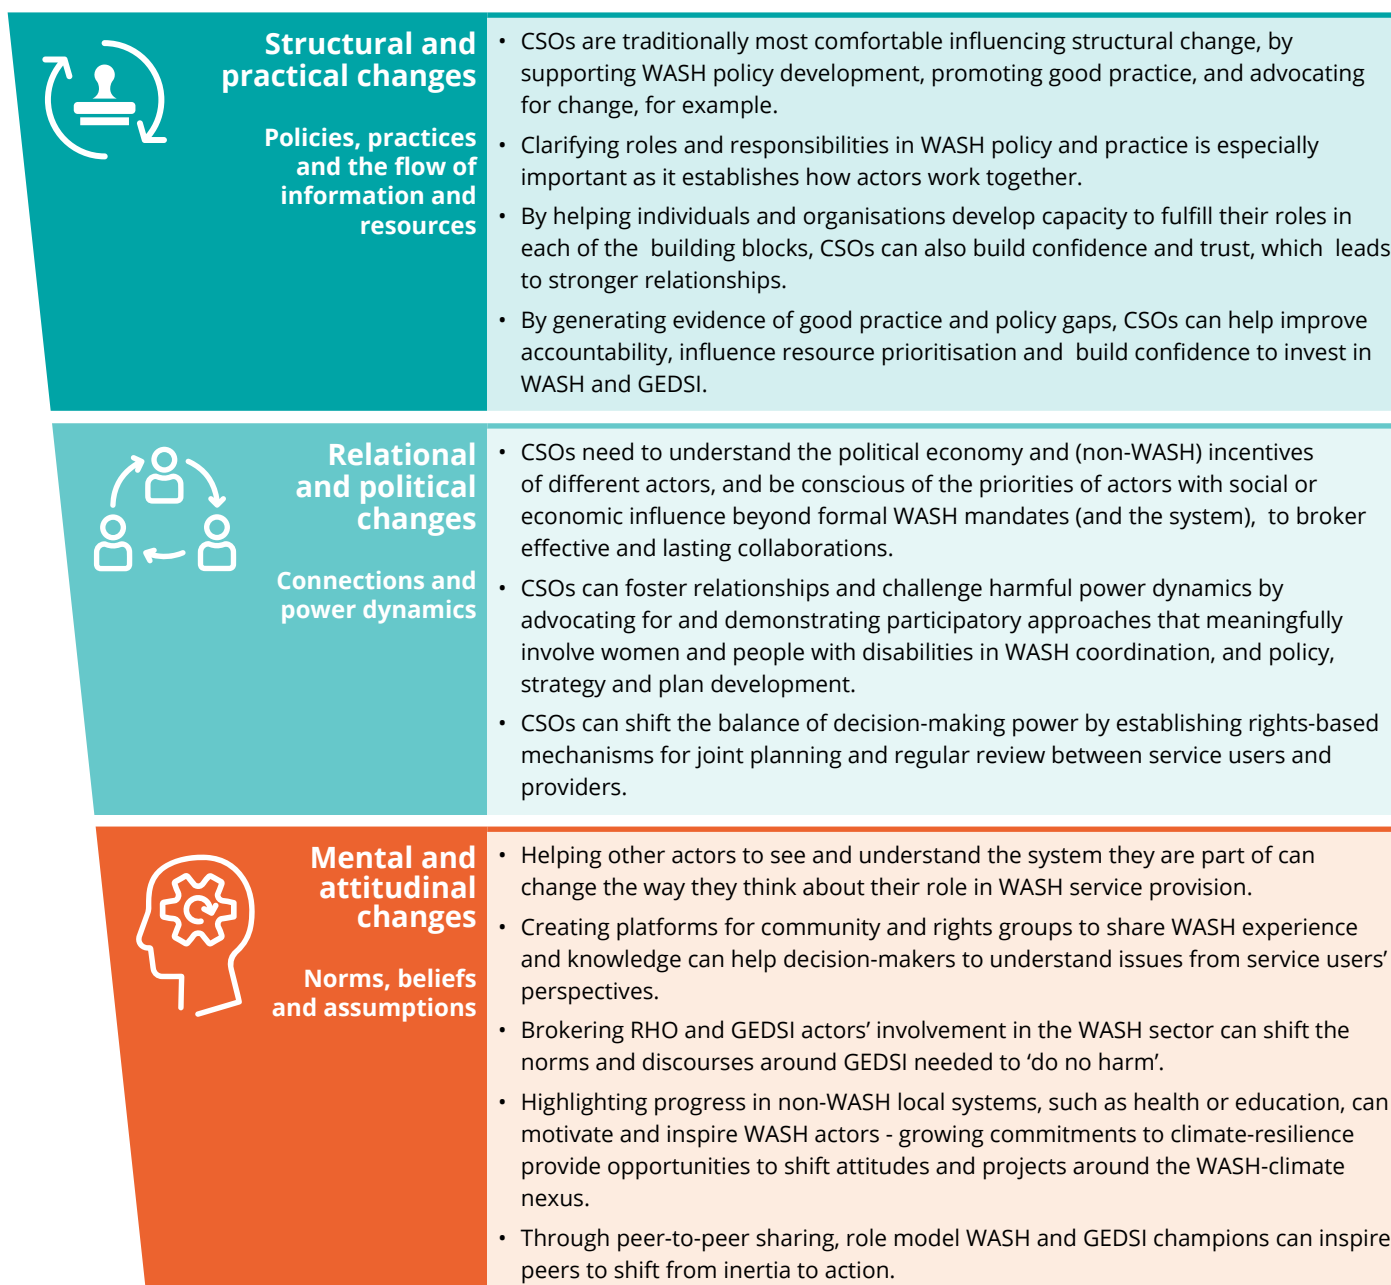 Structural and
practical changes
Policies, practices
and the flow of
information and
resources
• CSOs are traditionally most comfortable influencing structural change, by
supporting WASH policy development, promoting good practice, and advocating
for change, for example.
• Clarifying roles and responsibilities in WASH policy and practice is especially
important as it establishes how actors work together.
• By helping individuals and organisations develop capacity to fulfill their roles in
each of the building blocks, CSOs can also build confidence and trust, which leads
to stronger relationships.
• By generating evidence of good practice and policy gaps, CSOs can help improve
accountability, influence resource prioritisation and build confidence to invest in
WASH and GEDSI.
Relational
and political
changes
Connections and
power dynamics
• CSOs need to understand the political economy and (non-WASH) incentives
of different actors, and be conscious of the priorities of actors with social or
economic influence beyond formal WASH mandates (and the system), to broker
effective and lasting collaborations.
• CSOs can foster relationships and challenge harmful power dynamics by
advocating for and demonstrating participatory approaches that meaningfully
involve women and people with disabilities in WASH coordination, and policy,
strategy and plan development.
• CSOs can shift the balance of decision-making power by establishing rights-based
mechanisms for joint planning and regular review between service users and
providers.
Mental and
attitudinal
changes
Norms, beliefs
and assumptions
• Helping other actors to see and understand the system they are part of can
change the way they think about their role in WASH service provision.
• Creating platforms for community and rights groups to share WASH experience
and knowledge can help decision-makers to understand issues from service users’
perspectives.
• Brokering RHO and GEDSI actors’ involvement in the WASH sector can shift the
norms and discourses around GEDSI needed to ‘do no harm’.
• Highlighting progress in non-WASH local systems, such as health or education, can
motivate and inspire WASH actors - growing commitments to climate-resilience
provide opportunities to shift attitudes and projects around the WASH-climate
nexus.
• Through peer-to-peer sharing, role model WASH and GEDSI champions can inspire
peers to shift from inertia to action.